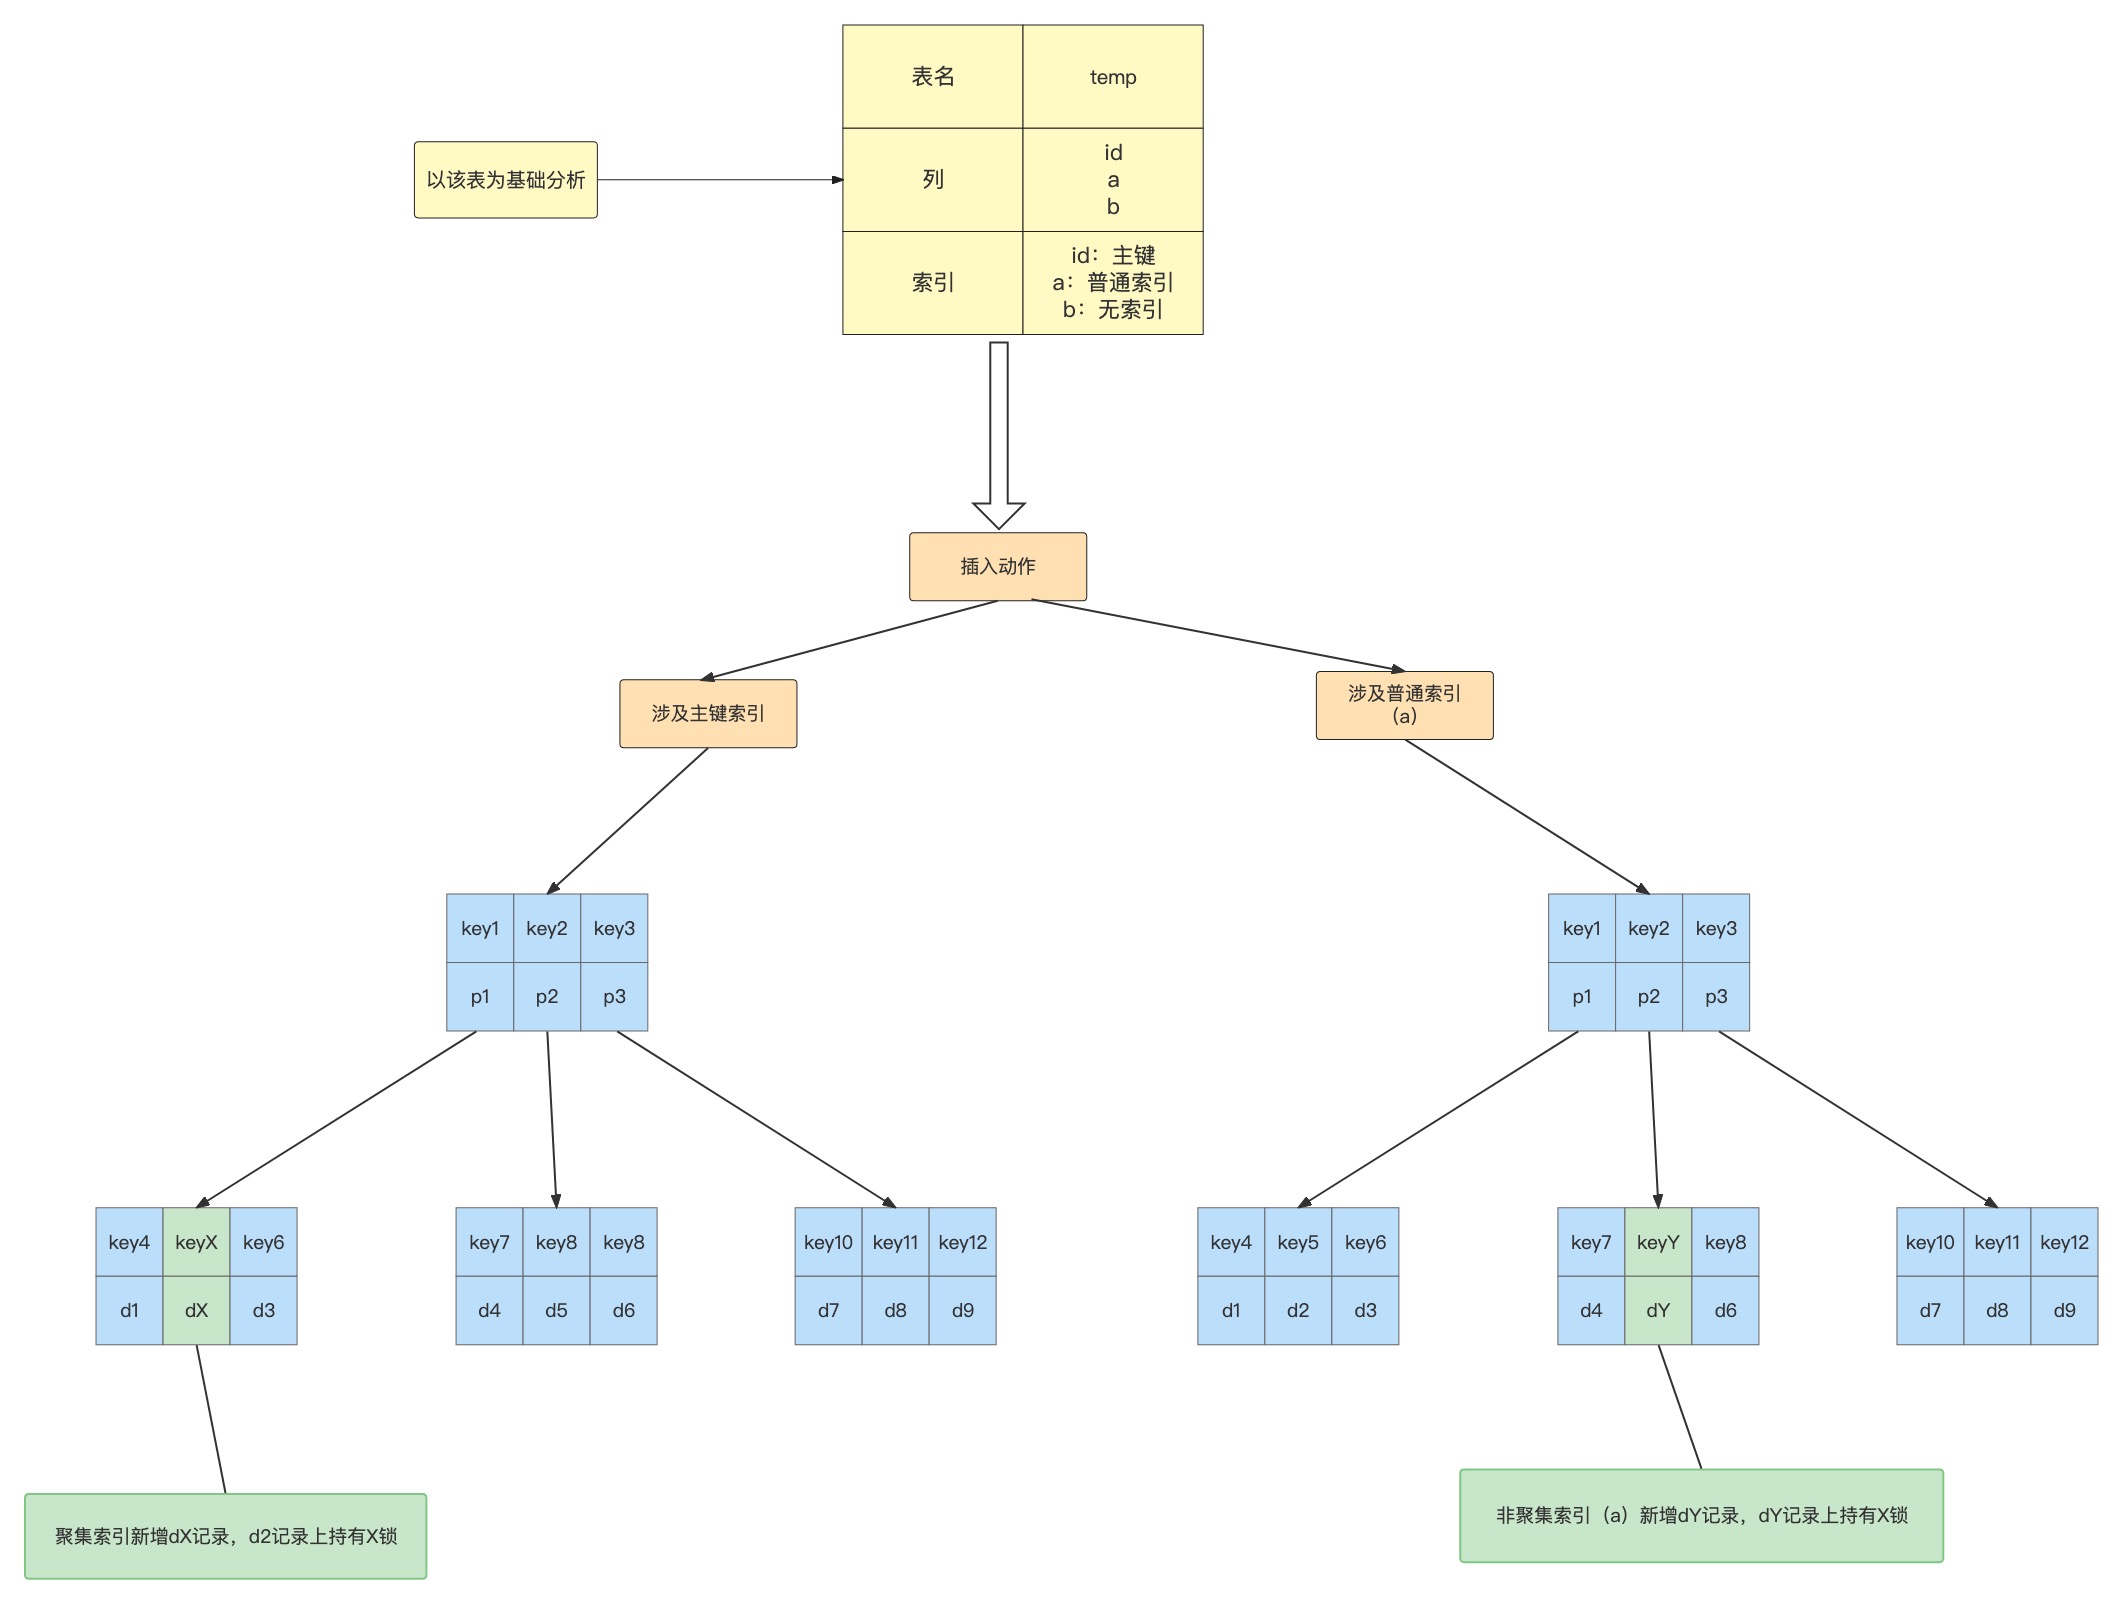 表名
temp
以该表为基础分析
列
id
a
b
索引
id：主键
a：普通索引
b：无索引
插入动作
涉及主键索引
涉及普通索引
（a）
key1 key2 key3
p1 p2 p3
key1 key2 key3
p1 p2 p3
key4 keyX key6
d1 dX d3
key7 key8 key8
d4 d5 d6
key10 key11 key12
d7 d8 d9
key4 key5 key6
d1 d2 d3
key7 keyY key8
d4 dY d6
key10 key11 key12
d7 d8 d9
聚集索引新增dX记录，d2记录上持有X锁
非聚集索引（a）新增dY记录，dY记录上持有X锁